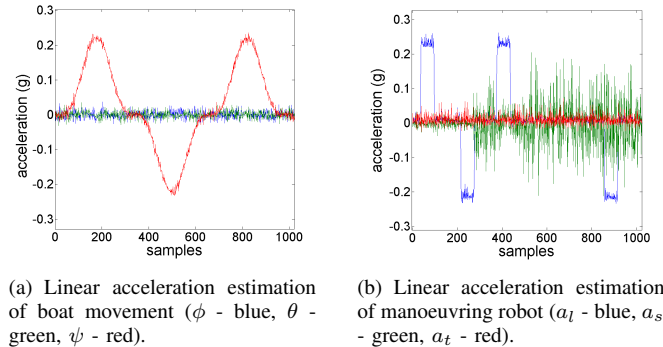 0.3
0.2
0.1
0
-0.1
-0.2
-0.3
acceleration (g)
0 200 400 600 800 1000
samples
0.3
0.2
0.1
0
-0.1
-0.2
-0.3
acceleration (g)
0 200 400 600 800 1000
samples
(a) Linear acceleration estimation
of boat movement (ϕ - blue, θ -
green, ψ - red).
(b) Linear acceleration estimation
of manoeuvring robot (a_l - blue, a_s
- green, a_t - red).